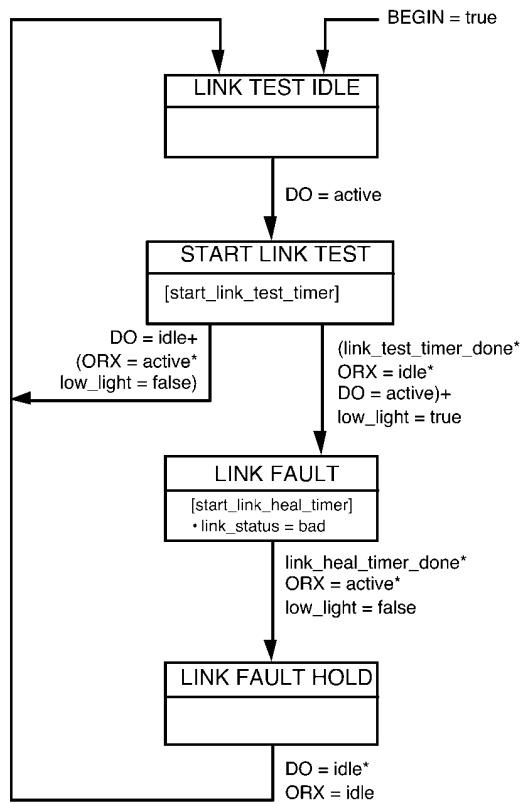 BEGIN = true
LINK TEST IDLE
DO = active
START LINK TEST
[start_link_test_timer]
DO = idle+
(ORX = active*
low_light = false)
(link_test_timer_done*
ORX = idle*
DO = active)+
low_light = true
LINK FAULT
[start_link_heal_timer]
• link_status = bad
link_heal_timer_done*
ORX = active*
low_light = false
LINK FAULT HOLD
DO = idle*
ORX = idle